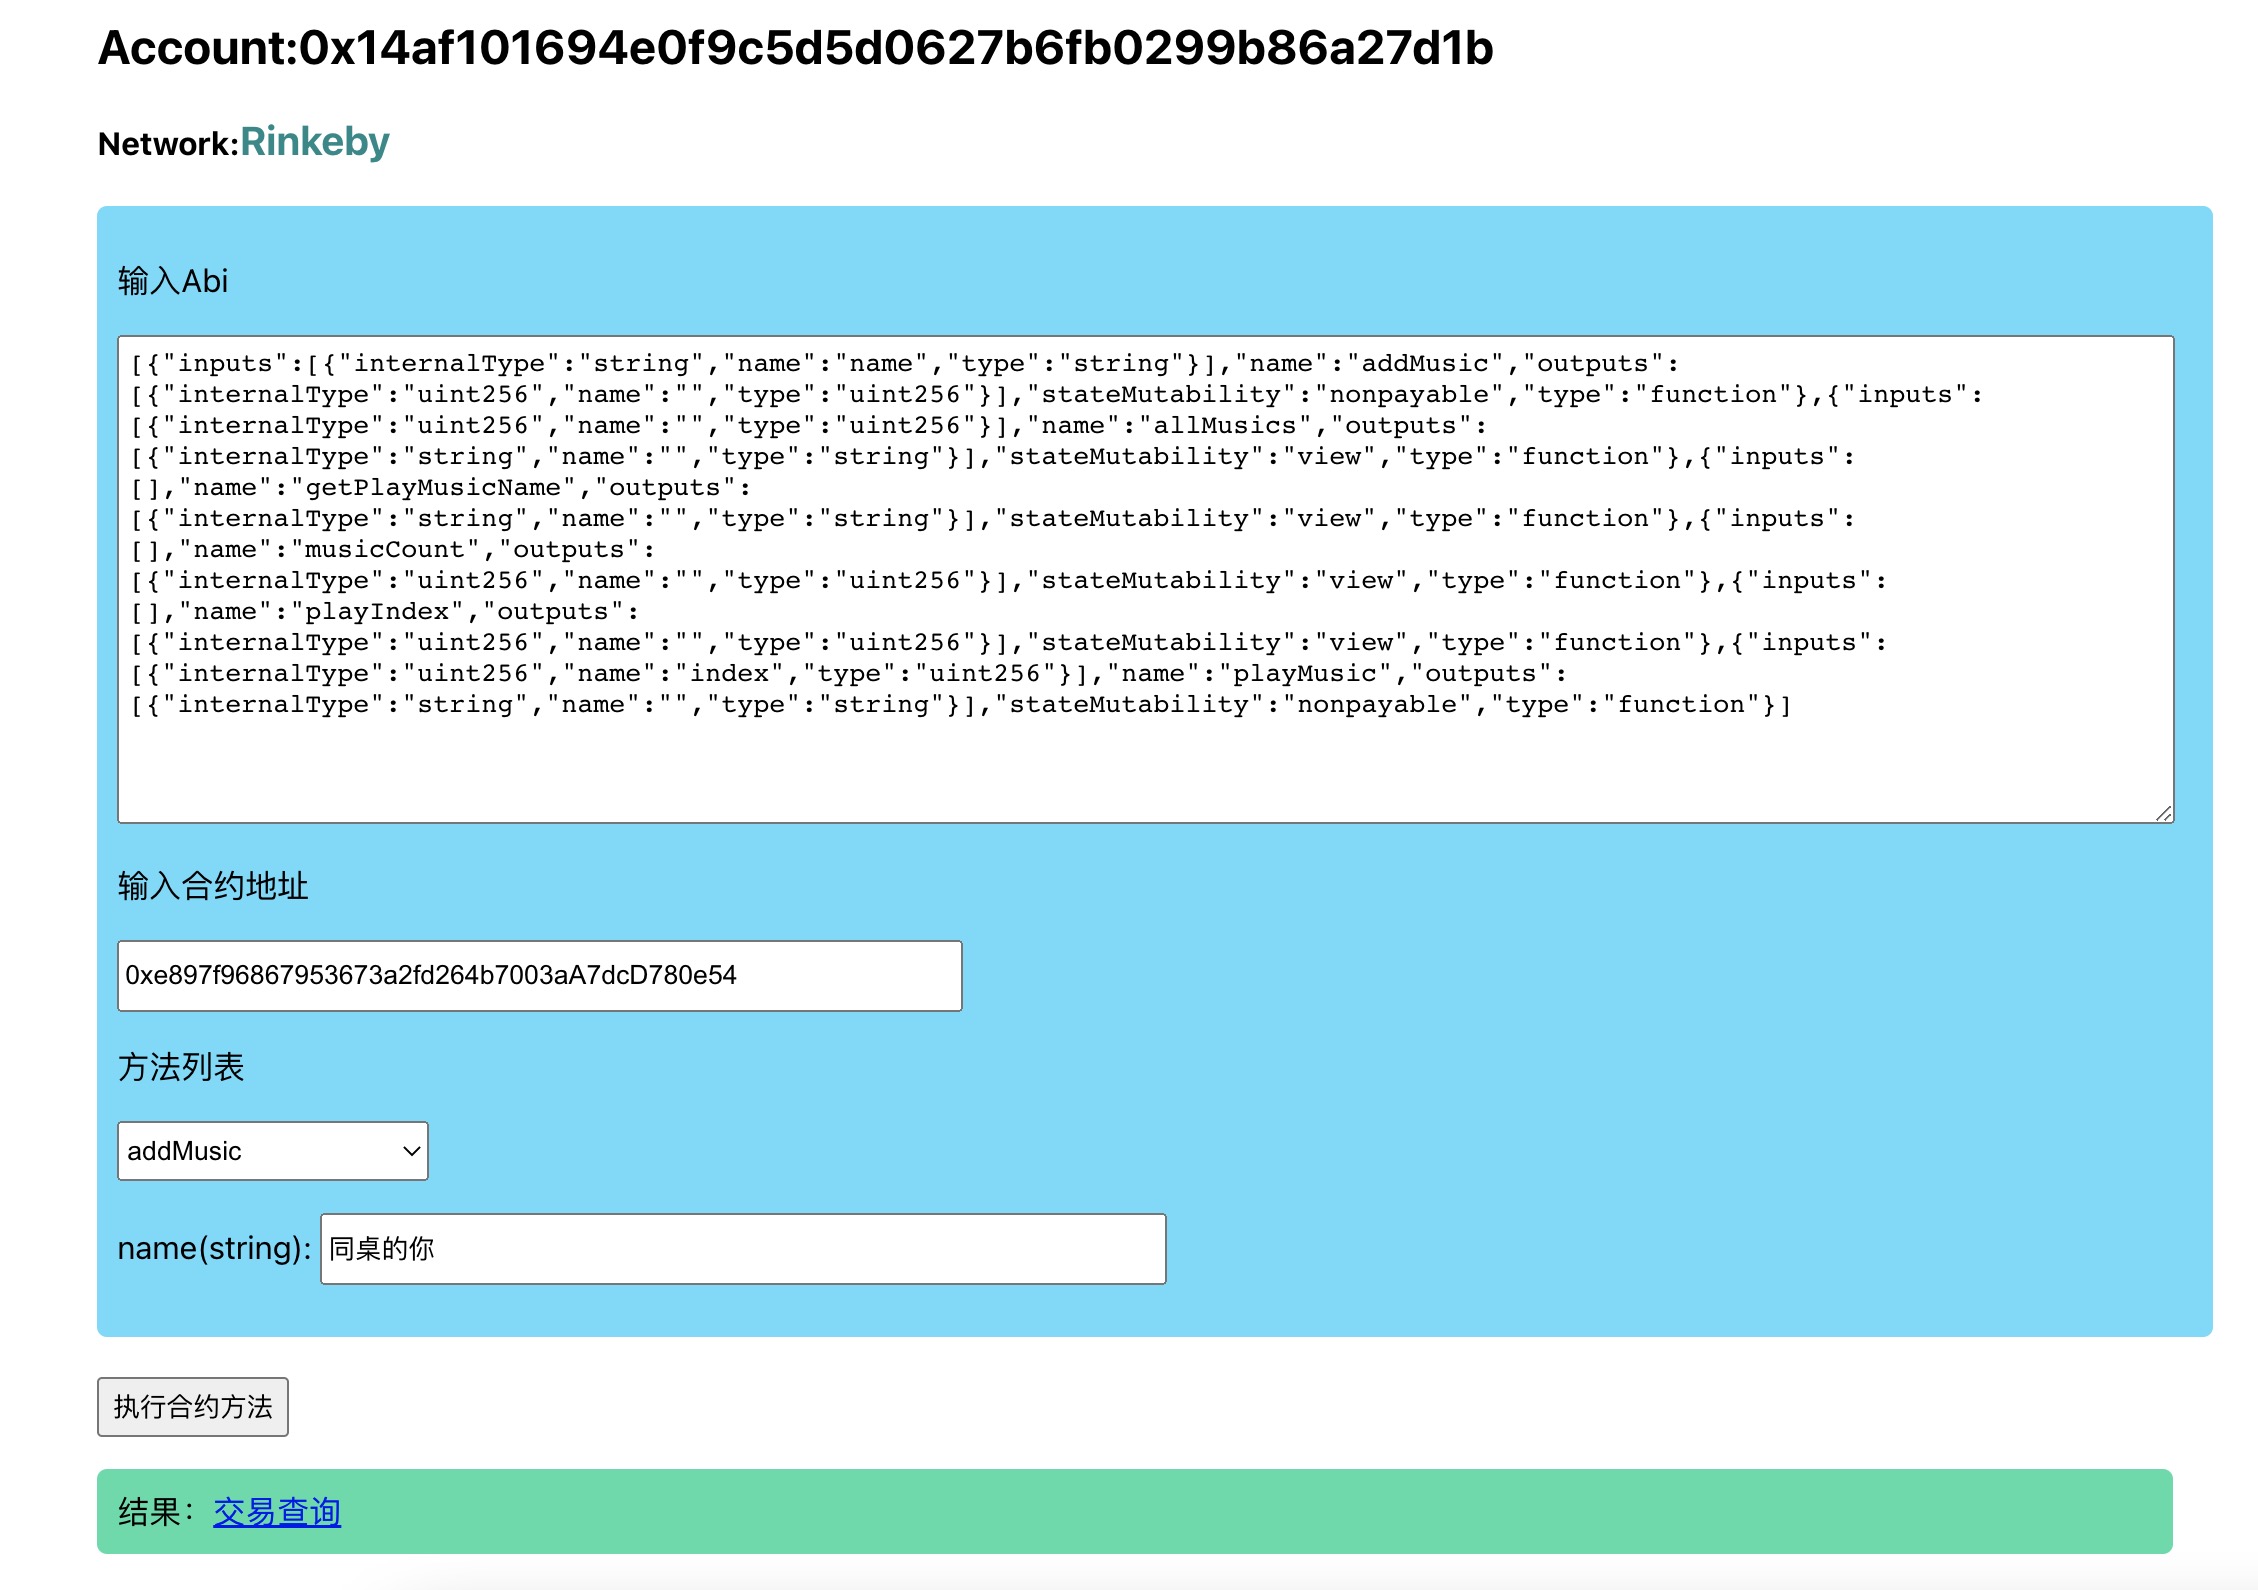 Account:0x14af101694e0f9c5d5d0627b6fb0299b86a27d1b
Network:Rinkeby
输入Abi
[{"inputs":[{"internalType":"string","name":"name","type":"string"}],"name":"addMusic","outputs":
[{"internalType":"uint256","name":"","type":"uint256"}],"stateMutability":"nonpayable","type":"function"},{"inputs":
[{"internalType":"uint256","name":"","type":"uint256"}],"name":"allMusics","outputs":
[{"internalType":"string","name":"","type":"string"}],"stateMutability":"view","type":"function"},{"inputs":
[],"name":"getPlayMusicName","outputs":
[{"internalType":"string","name":"","type":"string"}],"stateMutability":"view","type":"function"},{"inputs":
[],"name":"musicCount","outputs":
[{"internalType":"uint256","name":"","type":"uint256"}],"stateMutability":"view","type":"function"},{"inputs":
[],"name":"playIndex","outputs":
[{"internalType":"uint256","name":"","type":"uint256"}],"stateMutability":"view","type":"function"},{"inputs":
[{"internalType":"uint256","name":"index","type":"uint256"}],"name":"playMusic","outputs":
[{"internalType":"string","name":"","type":"string"}],"stateMutability":"nonpayable","type":"function"}]
输入合约地址
0xe897f96867953673a2fd264b7003aA7dcD780e54
方法列表
addMusic
name(string): 同桌的你
执行合约方法
结果：交易查询